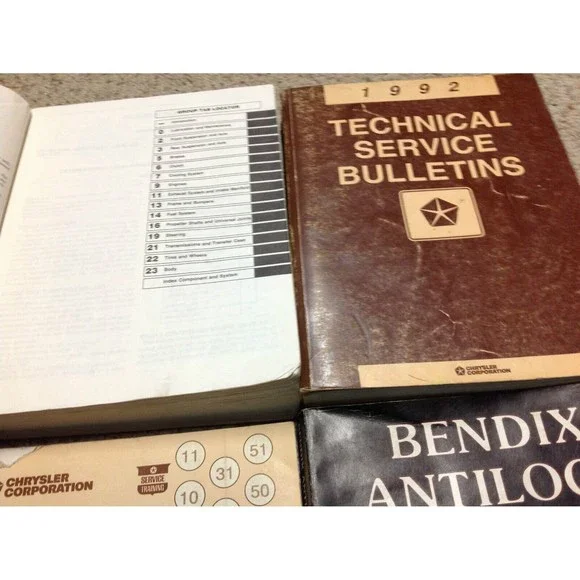 GROUP TAB LOCATOR
Introduction
0 Lubrication and Maintenance
2 Front Suspension and Axle
3 Rear Suspension and Axle
5 Brakes
6 Clutch
7 Cooling System
9 Engines
11 Exhaust System and Intake Manifold
13 Frame and Bumpers
14 Fuel System
16 Propeller Shafts and Universal Joints
19 Steering
21 Transmissions and Transfer Case
22 Tires and Wheels
23 Body
Index Component and System
1992
TECHNICAL
SERVICE
BULLETINS
CHRYSLER
CORPORATION
CHRYSLER
CORPORATION
SERVICE
TRAINING
11 51
31
10 50
BENDIX
ANTILOC